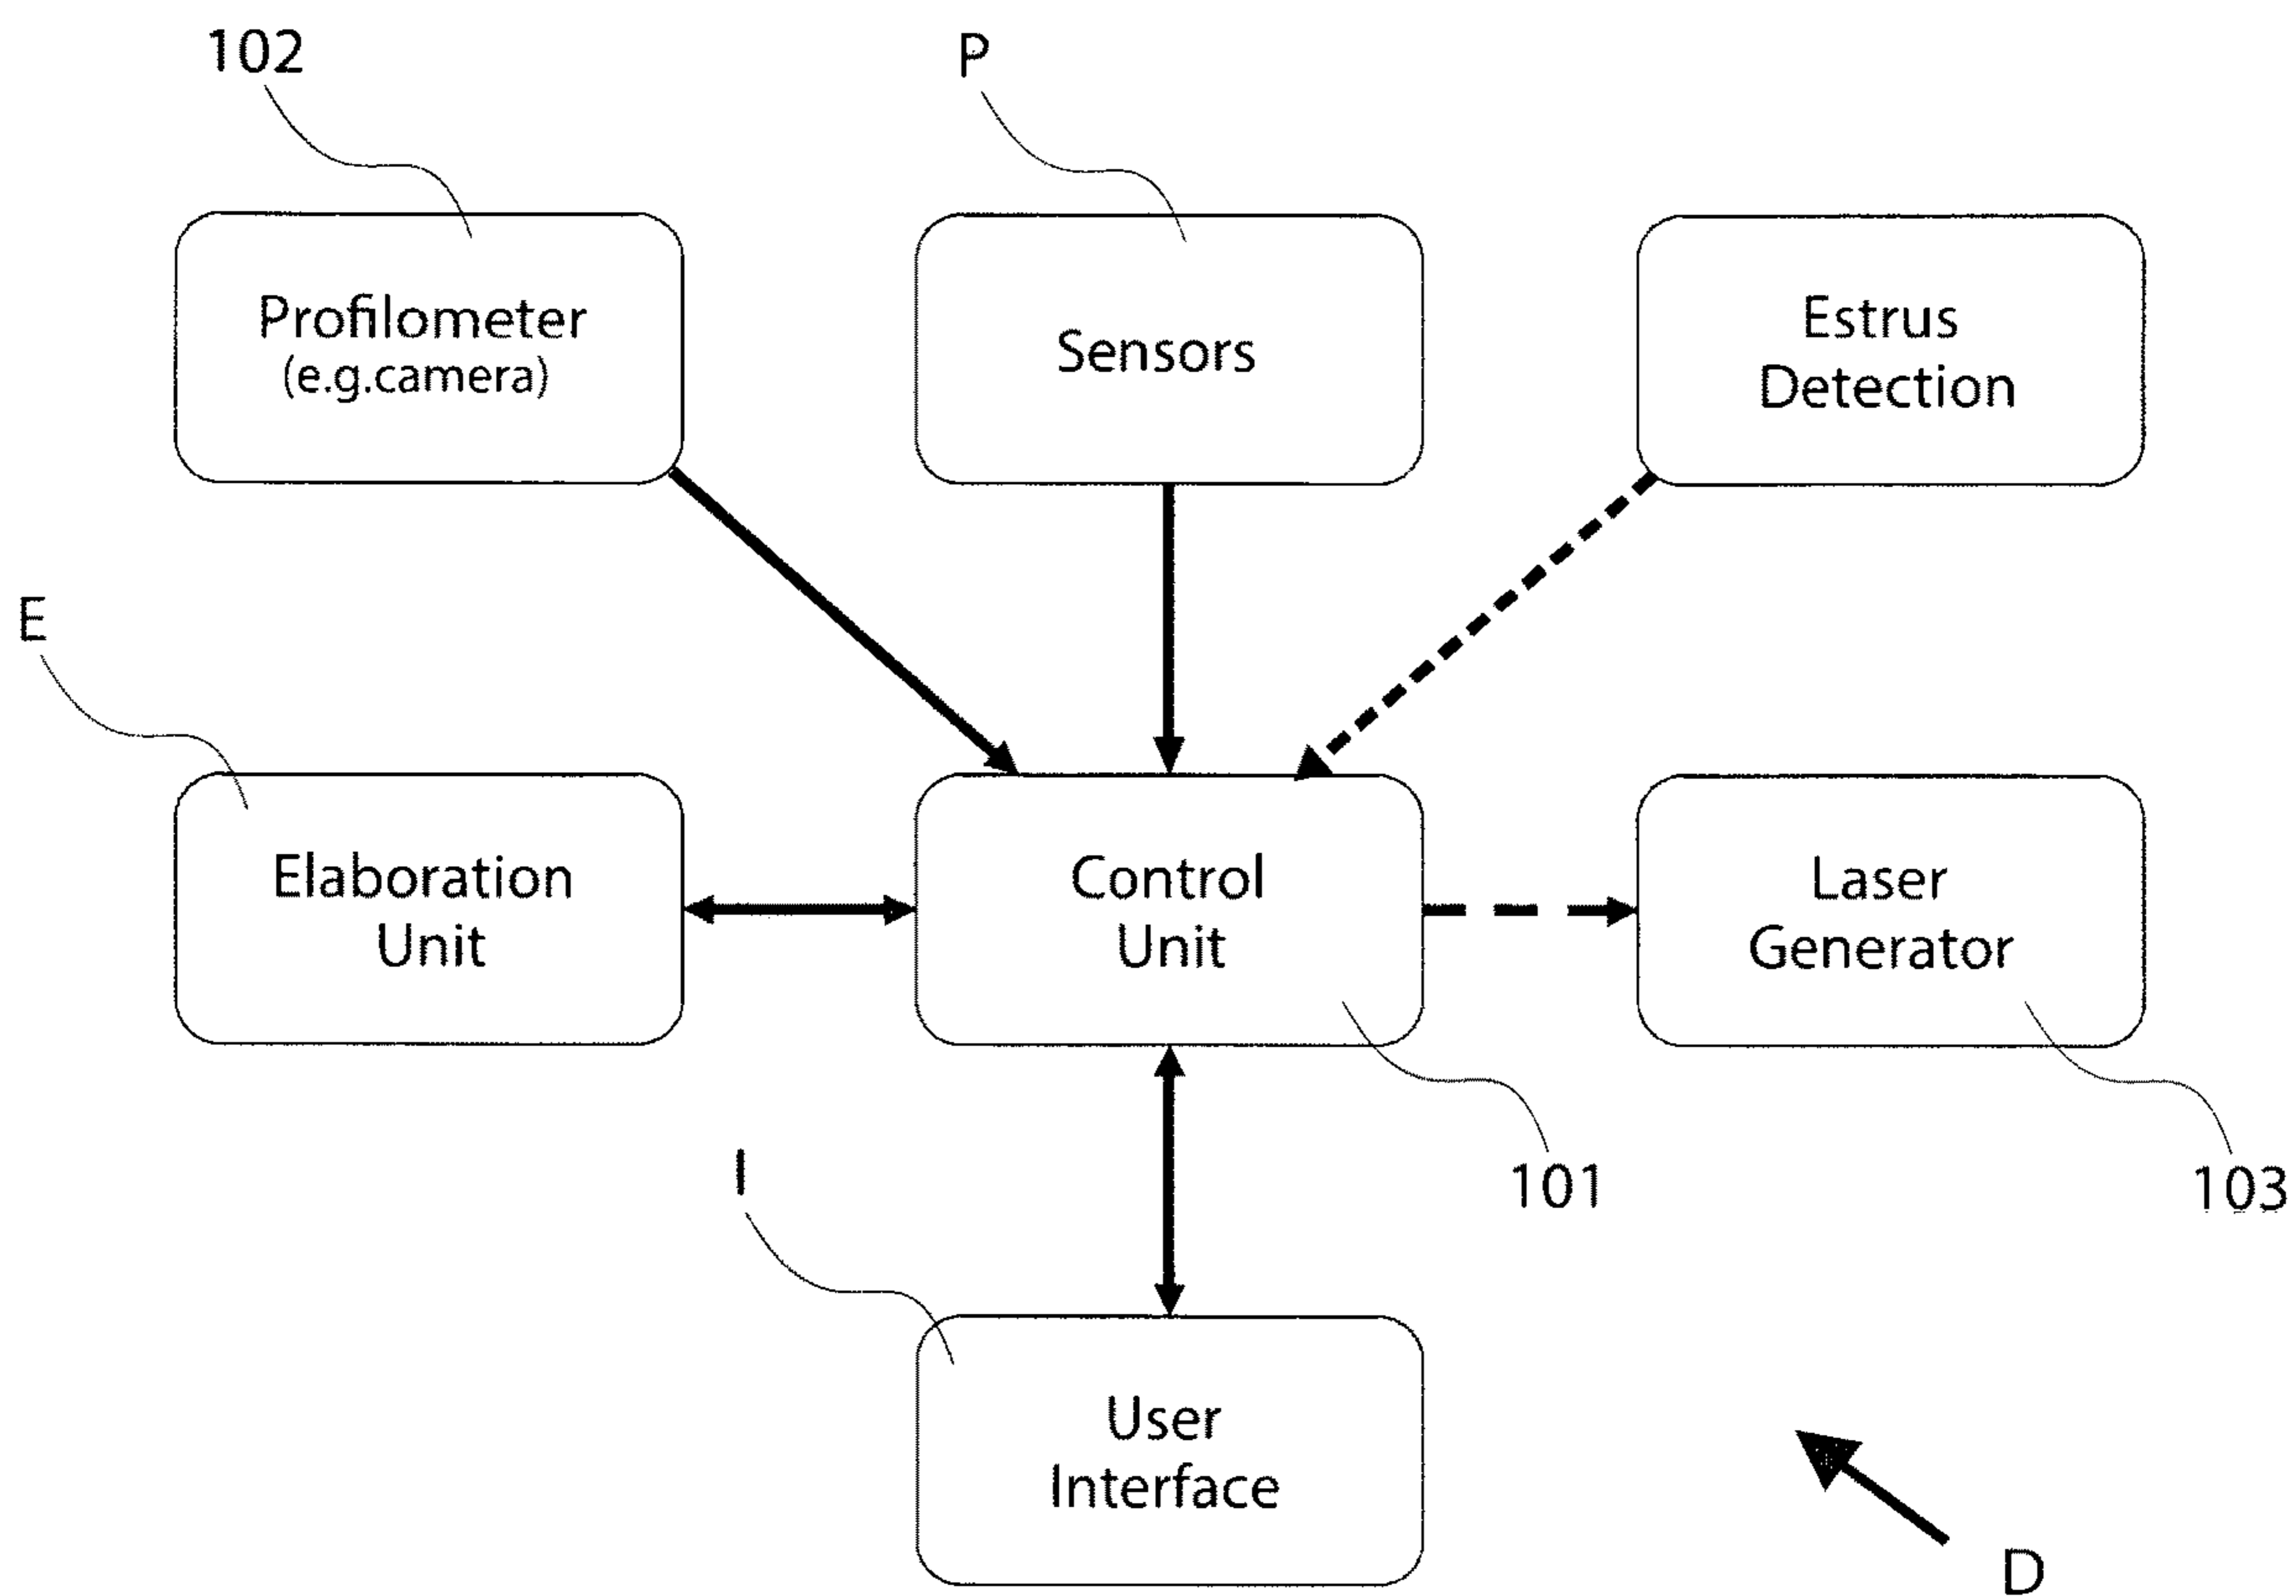 102
P
Profilometer
(e.g.camera)
Sensors
Estrus
Detection
E
Elaboration
Unit
Control
Unit
Laser
Generator
I
101
103
User
Interface
D